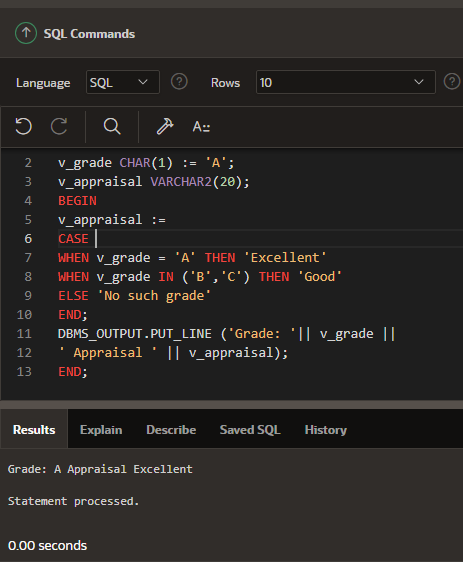 SQL Commands
Language SQL ? Rows 10 ?
A::
2 v_grade CHAR(1) := 'A';
3 v_appraisal VARCHAR2(20);
4 BEGIN
5 v_appraisal :=
6 CASE
7 WHEN v_grade = 'A' THEN 'Excellent'
8 WHEN v_grade IN ('B','C') THEN 'Good'
9 ELSE 'No such grade'
10 END;
11 DBMS_OUTPUT.PUT_LINE ('Grade: '|| v_grade ||
12 ' Appraisal ' || v_appraisal);
13 END;
Results Explain Describe Saved SQL History
Grade: A Appraisal Excellent
Statement processed.
0.00 seconds